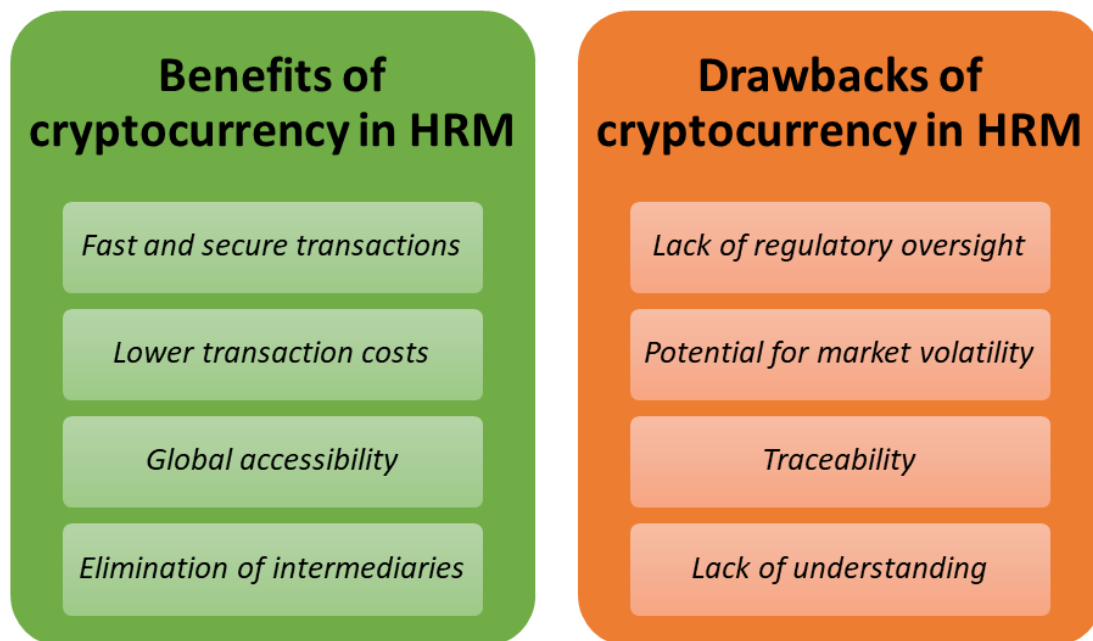 Benefits of
cryptocurrency in HRM
Fast and secure transactions
Lower transaction costs
Global accessibility
Elimination of intermediaries
Drawbacks of
cryptocurrency in HRM
Lack of regulatory oversight
Potential for market volatility
Traceability
Lack of understanding